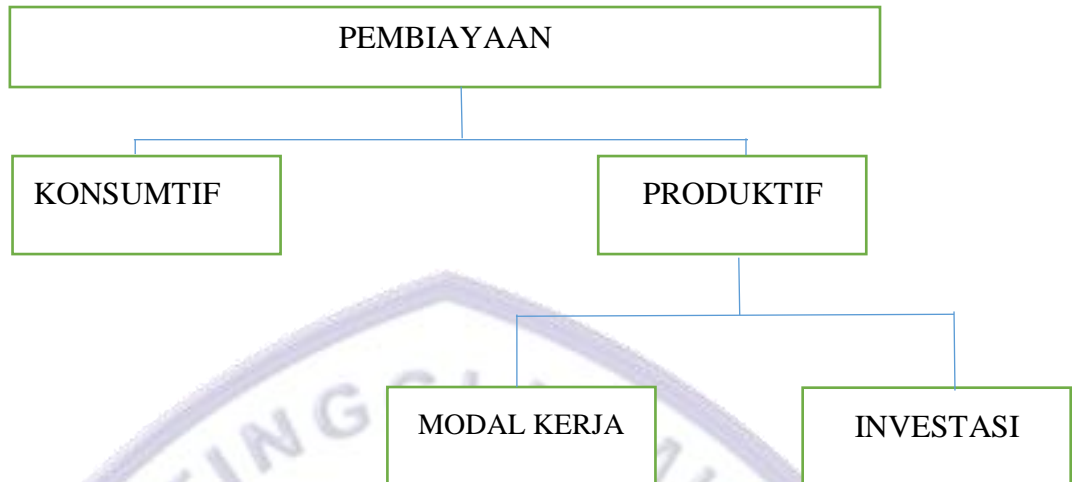 PEMBIAYAAN
KONSUMTIF
PRODUKTIF
MODAL KERJA
INVESTASI